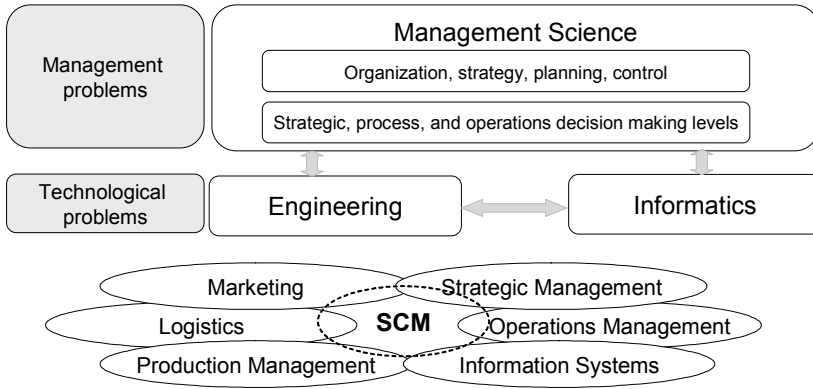 Management
problems
Management Science
Organization, strategy, planning, control
Strategic, process, and operations decision making levels
Technological
problems
Engineering
Informatics
Marketing
Strategic Management
Logistics
SCM
Operations Management
Production Management
Information Systems